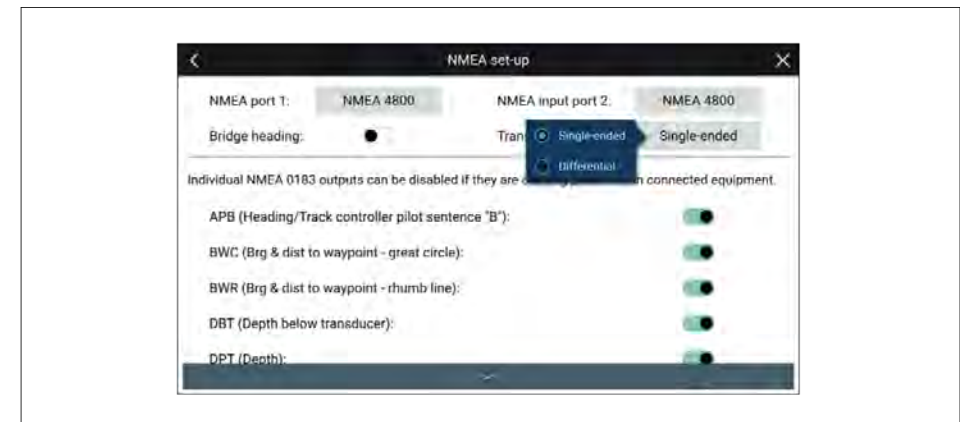 NMEA set-up
NMEA port 1: NMEA 4800 NMEA input port 2: NMEA 4800
Bridge heading: Tran Single-ended Single-ended
Differential
Individual NMEA 0183 outputs can be disabled if they are connected equipment.
APB (Heading/Track controller pilot sentence "B"):
BWC (Brg & dist to waypoint - great circle):
BWR (Brg & dist to waypoint - rhumb line):
DBT (Depth below transducer):
DPT (Depth):